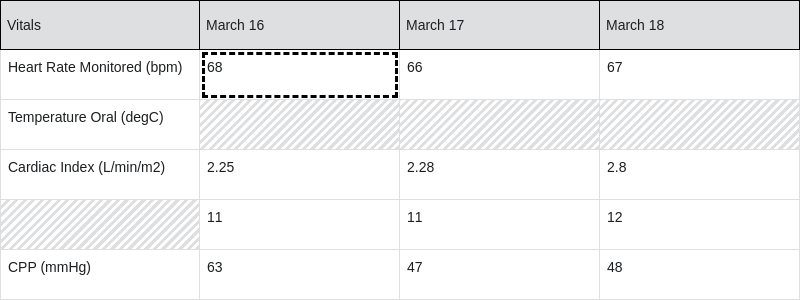 Vitals March 16 March 17 March 18
Heart Rate Monitored (bpm) 68 66 67
Temperature Oral (degC)
Cardiac Index (L/min/m2) 2.25 2.28 2.8
11 11 12
CPP (mmHg) 63 47 48